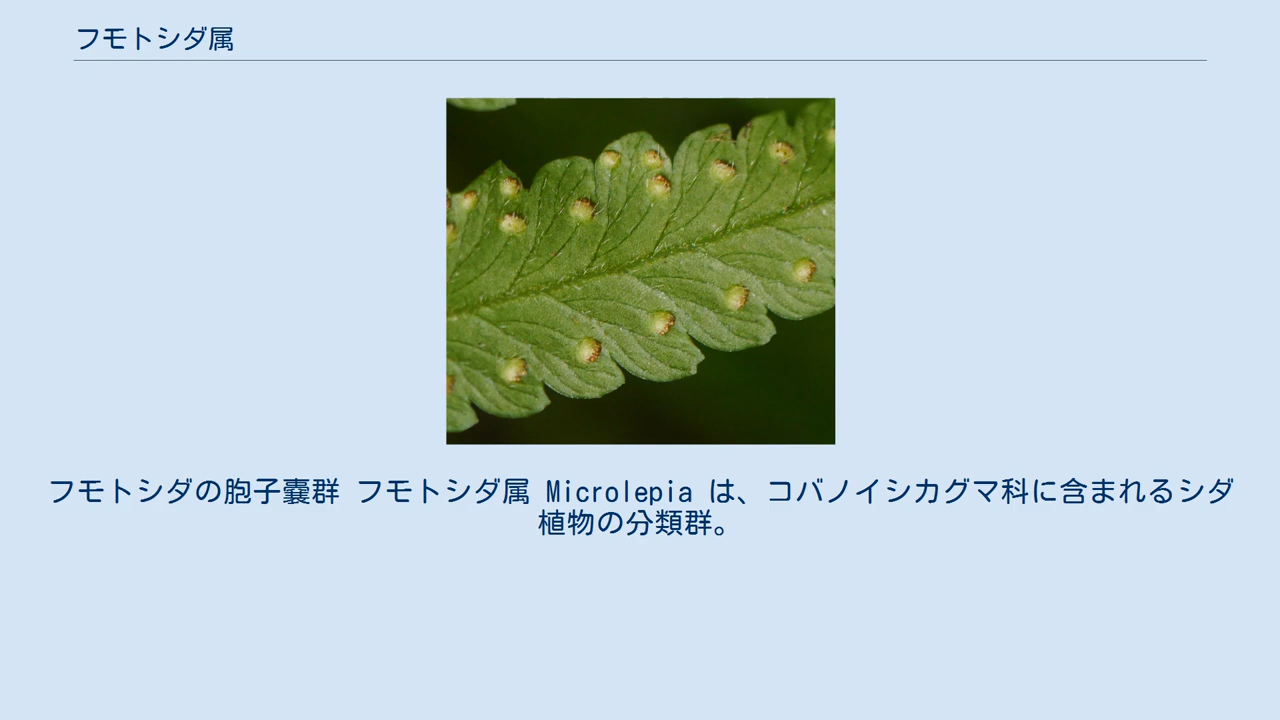 フモトシダ属
フモトシダの胞子嚢群 フモトシダ属 Microlepia は、コバノイシカグマ科に含まれるシダ
植物の分類群。